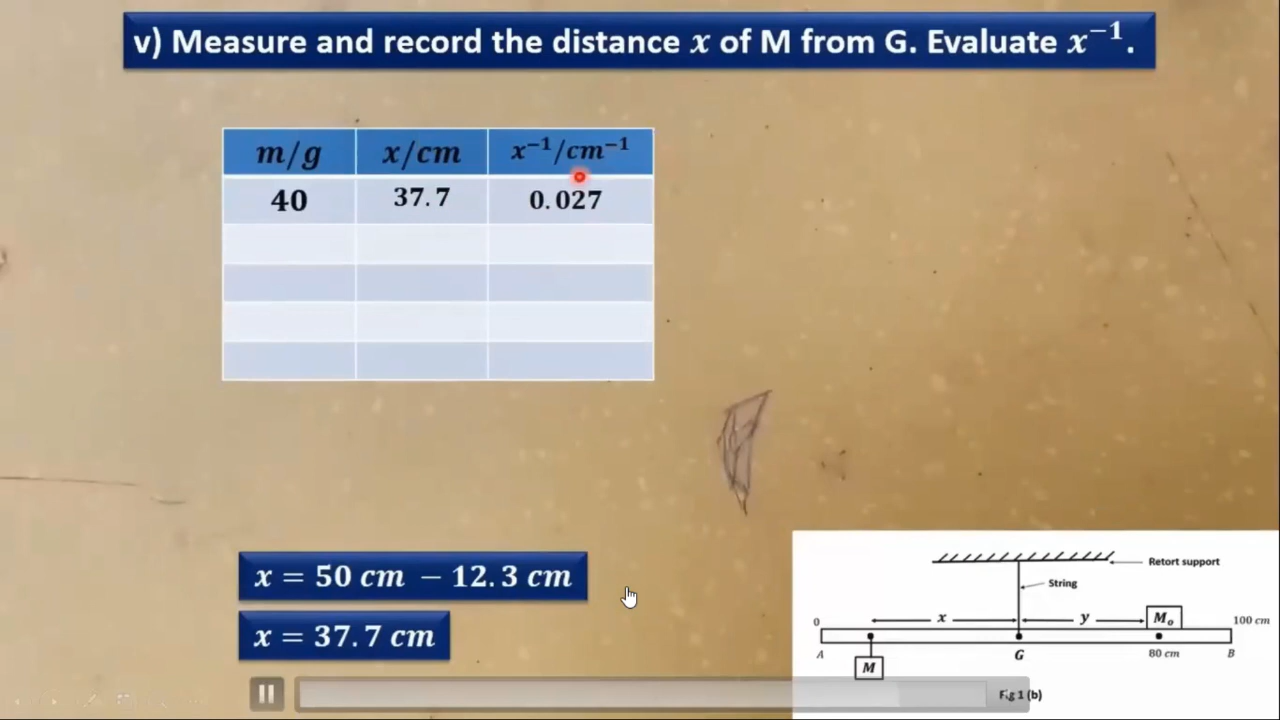 v) Measure and record the distance x of M from G. Evaluate x⁻¹.
m/g x/cm x⁻¹/cm⁻¹
40 37.7 0.027
x = 50 cm − 12.3 cm
x = 37.7 cm
Retort support
String
0 x y Mₒ 100 cm
A G 80 cm B
M
Fig 1 (b)